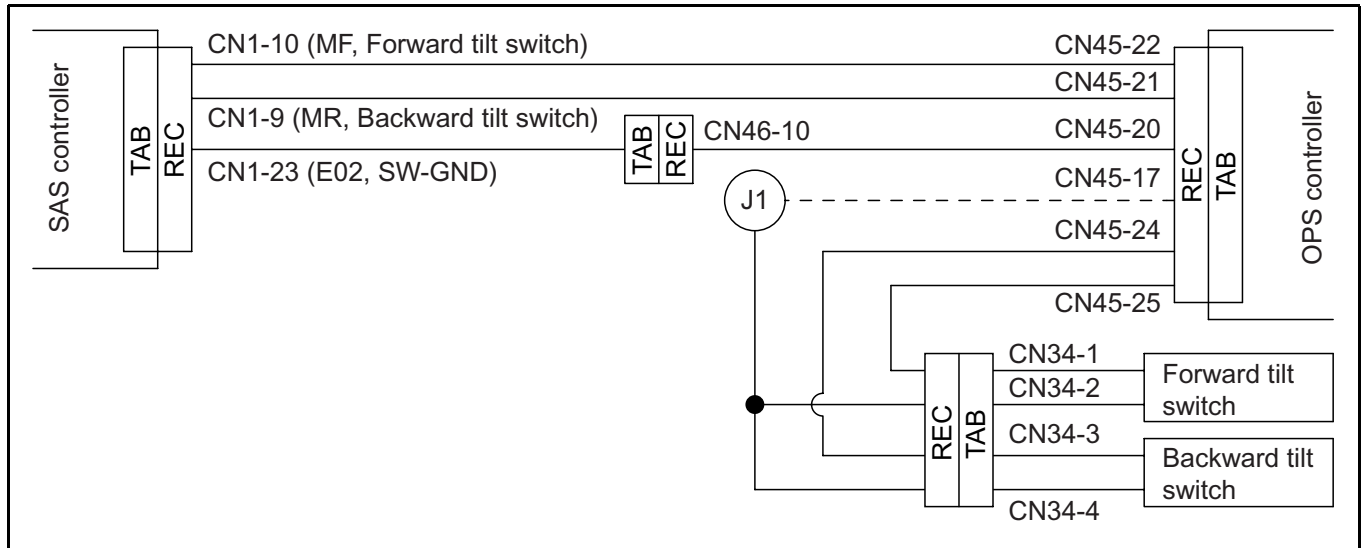 CN1-10 (MF, Forward tilt switch)
CN45-22
CN45-21
SAS controller
TAB
REC
CN1-9 (MR, Backward tilt switch)
TAB
REC
CN46-10
CN45-20
CN1-23 (E02, SW-GND)
J1
CN45-17
REC
TAB
OPS controller
CN45-24
CN45-25
REC
TAB
CN34-1
CN34-2
Forward tilt
switch
CN34-3
Backward tilt
switch
CN34-4